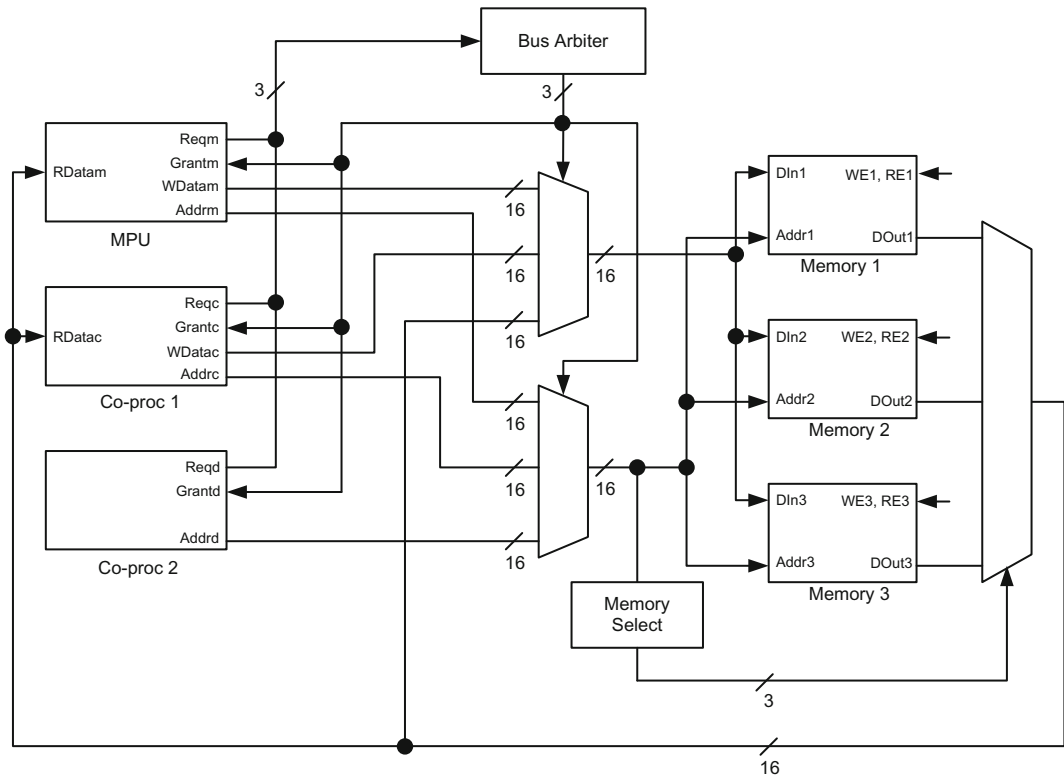 Bus Arbiter
3
3
Reqm
Grantm
RDatam
WDatam
Addrm
MPU
16
16
16
16
16
Reqc
Grantc
RDatac
WDatac
Addrc
Co-proc 1
16
16
16
16
Reqd
Grantd
Addrd
Co-proc 2
DIn1
WE1, RE1
Addr1
DOut1
Memory 1
DIn2
WE2, RE2
Addr2
DOut2
Memory 2
DIn3
WE3, RE3
Addr3
DOut3
Memory 3
Memory
Select
3